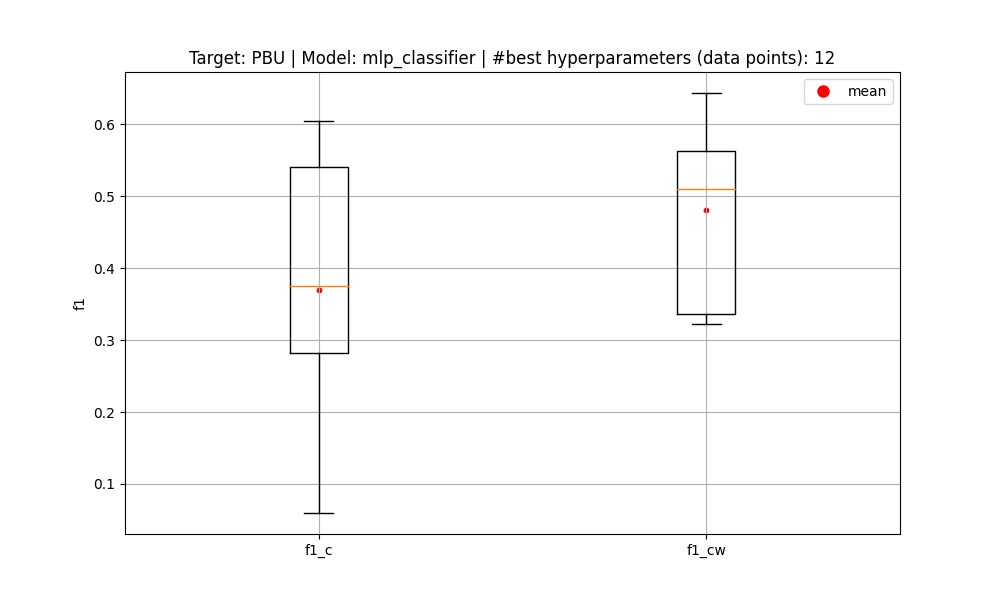 Target: PBU | Model: mlp_classifier | #best hyperparameters (data points): 12
mean
0.6
0.5
0.4
0.3
0.2
0.1
f1
f1_c
f1_cw